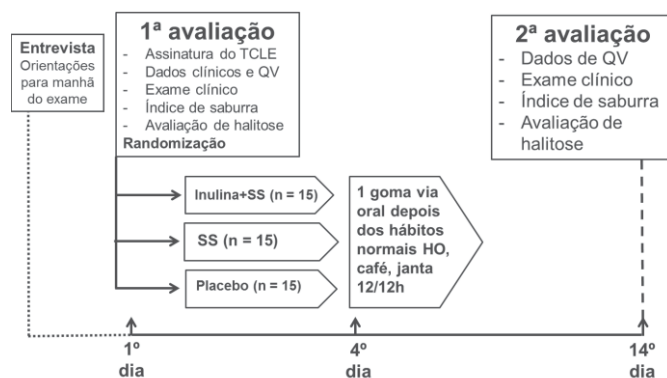 Entrevista
Orientações
para manhã
do exame
1ª avaliação
- Assinatura do TCLE
- Dados clínicos e QV
- Exame clínico
- Índice de saburra
- Avaliação de halitose
Randomização
2ª avaliação
- Dados de QV
- Exame clínico
- Índice de saburra
- Avaliação de
halitose
Inulina+SS (n = 15)
SS (n = 15)
Placebo (n = 15)
1 goma via
oral depois
dos hábitos
normais HO,
café, janta
12/12h
1º
dia
4º
dia
14º
dia